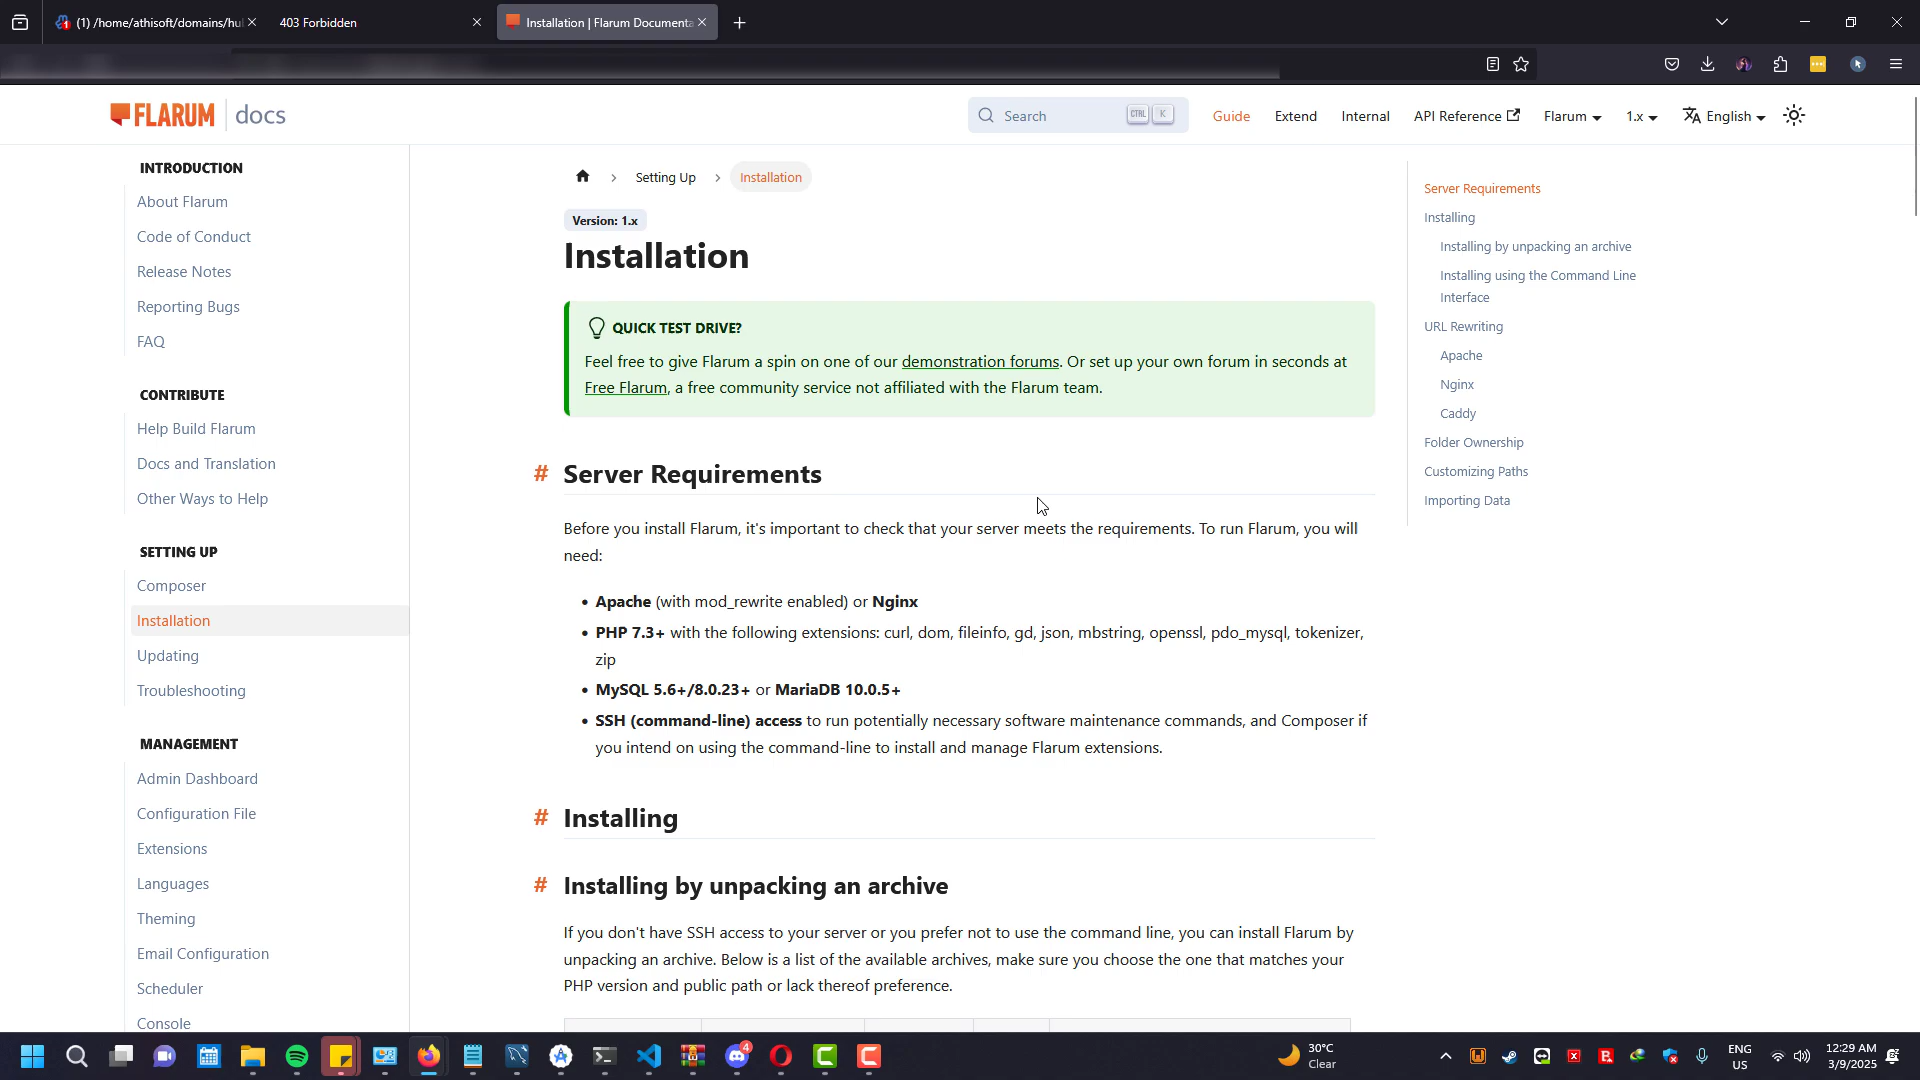 (1) /home/athisoft/domains/hul
403 Forbidden
Installation | Flarum Documenta
FLARUM docs
Search
CTRL K
Guide
Extend
Internal
API Reference
Flarum
1.x
English
INTRODUCTION
About Flarum
Code of Conduct
Release Notes
Reporting Bugs
FAQ
CONTRIBUTE
Help Build Flarum
Docs and Translation
Other Ways to Help
SETTING UP
Composer
Installation
Updating
Troubleshooting
MANAGEMENT
Admin Dashboard
Configuration File
Extensions
Languages
Theming
Email Configuration
Scheduler
Console
Setting Up
Installation
Version: 1.x
Installation
QUICK TEST DRIVE?
Feel free to give Flarum a spin on one of our demonstration forums. Or set up your own forum in seconds at
Free Flarum, a free community service not affiliated with the Flarum team.
# Server Requirements
Before you install Flarum, it's important to check that your server meets the requirements. To run Flarum, you will
need:
• Apache (with mod_rewrite enabled) or Nginx
• PHP 7.3+ with the following extensions: curl, dom, fileinfo, gd, json, mbstring, openssl, pdo_mysql, tokenizer,
zip
• MySQL 5.6+/8.0.23+ or MariaDB 10.0.5+
• SSH (command-line) access to run potentially necessary software maintenance commands, and Composer if
you intend on using the command-line to install and manage Flarum extensions.
# Installing
# Installing by unpacking an archive
If you don't have SSH access to your server or you prefer not to use the command line, you can install Flarum by
unpacking an archive. Below is a list of the available archives, make sure you choose the one that matches your
PHP version and public path or lack thereof preference.
Server Requirements
Installing
Installing by unpacking an archive
Installing using the Command Line
Interface
URL Rewriting
Apache
Nginx
Caddy
Folder Ownership
Customizing Paths
Importing Data
4
30°C
Clear
ENG
US
12:29 AM
3/9/2025